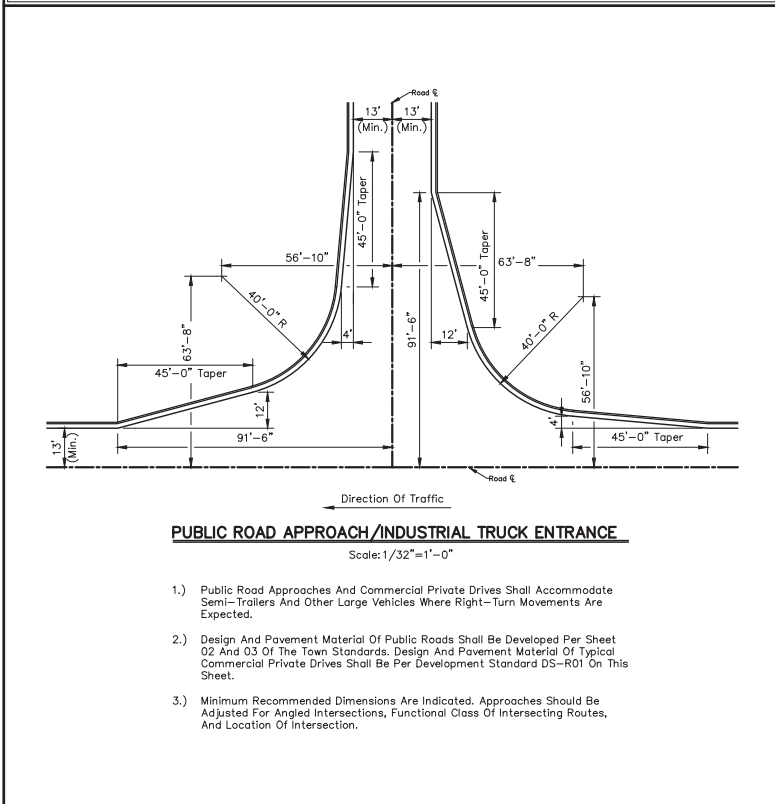 Road ℄
13' 13'
(Min.) (Min.)
45'-0" Taper
56'-10" 63'-8"
45'-0" Taper
40'-0" R
63'-8"
4'
91'-6"
12'
40'-0" R
56'-10"
45'-0" Taper
12'
4'
13'
(Min.)
91'-6"
45'-0" Taper
Road ℄
Direction Of Traffic
PUBLIC ROAD APPROACH/INDUSTRIAL TRUCK ENTRANCE
Scale: 1/32"=1'-0"
1.) Public Road Approaches And Commercial Private Drives Shall Accommodate
Semi-Trailers And Other Large Vehicles Where Right-Turn Movements Are
Expected.
2.) Design And Pavement Material Of Public Roads Shall Be Developed Per Sheet
02 And 03 Of The Town Standards. Design And Pavement Material Of Typical
Commercial Private Drives Shall Be Per Development Standard DS-R01 On This
Sheet.
3.) Minimum Recommended Dimensions Are Indicated. Approaches Should Be
Adjusted For Angled Intersections, Functional Class Of Intersecting Routes,
And Location Of Intersection.